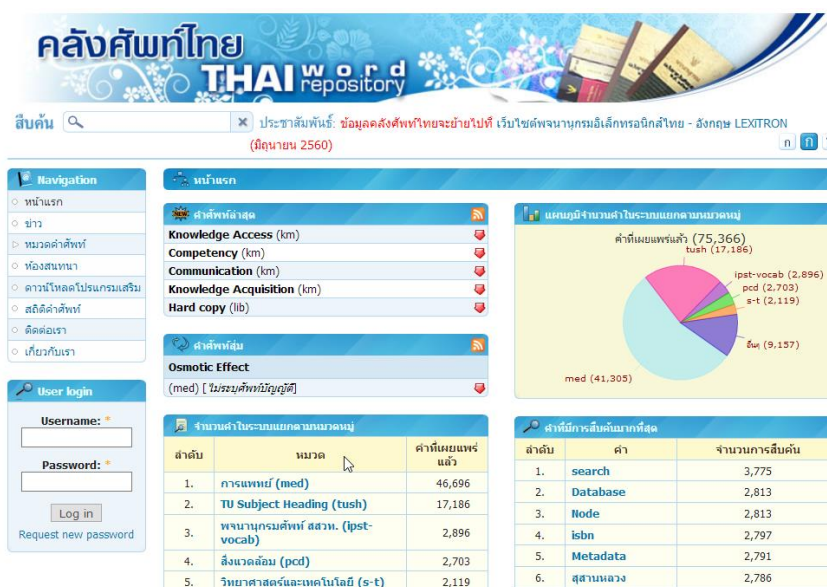 คลังศัพท์ไทย
THAI Word repository
สืบค้น
ประชาสัมพันธ์: ข้อมูลคลังศัพท์ไทยจะย้ายไปที่ เว็บไซต์พจนานุกรมอิเล็กทรอนิกส์ไทย - อังกฤษ LEXiTRON
(มิถุนายน 2560)
ก ก
Navigation
หน้าแรก
ข่าว
หมวดคำศัพท์
ห้องสนทนา
ดาวน์โหลดโปรแกรมเสริม
สถิติคำศัพท์
ติดต่อเรา
เกี่ยวกับเรา
User login
Username: *
Password: *
Log in
Request new password
หน้าแรก
NEW คำศัพท์ล่าสุด
Knowledge Access (km)
Competency (km)
Communication (km)
Knowledge Acquisition (km)
Hard copy (lib)
คำศัพท์สุ่ม
Osmotic Effect
(med) [ ไม่ระบุศัพท์บัญญัติ]
จำนวนคำในระบบแยกตามหมวดหมู่
ลำดับ หมวด คำที่เผยแพร่แล้ว
1. การแพทย์ (med) 46,696
2. TU Subject Heading (tush) 17,186
3. พจนานุกรมศัพท์ สสวท. (ipst-vocab) 2,896
4. สิ่งแวดล้อม (pcd) 2,703
5. วิทยาศาสตร์และเทคโนโลยี (s-t) 2,119
แผนภูมิจำนวนคำในระบบแยกตามหมวดหมู่
คำที่เผยแพร่แล้ว (75,366)
tush (17,186)
ipst-vocab (2,896)
pcd (2,703)
s-t (2,119)
อื่นๆ (9,157)
med (41,305)
คำที่มีการสืบค้นมากที่สุด
ลำดับ คำ จำนวนการสืบค้น
1. search 3,775
2. Database 2,813
3. Node 2,813
4. isbn 2,797
5. Metadata 2,791
6. สุสานหลวง 2,786